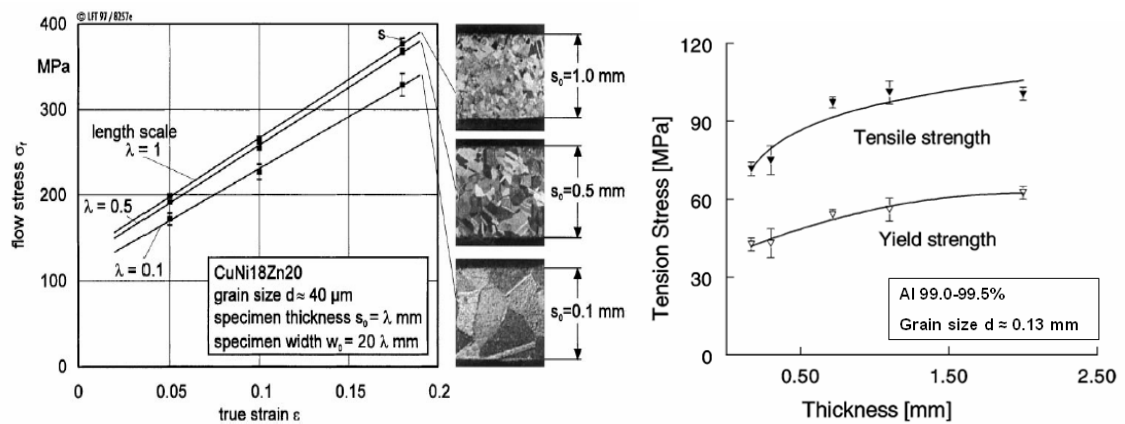 © LFT 97 / 8257e
400
MPa
300
200
100
0
flow stress σf
length scale
λ = 1
λ = 0.5
λ = 0.1
s
CuNi18Zn20
grain size d ≈ 40 µm
specimen thickness s₀ = λ mm
specimen width w₀ = 20 λ mm
0 0.05 0.1 0.15 0.2
true strain ε
s₀=1.0 mm
s₀=0.5 mm
s₀=0.1 mm
120
90
60
30
0
Tension Stress [MPa]
Tensile strength
Yield strength
Al 99.0-99.5%
Grain size d ≈ 0.13 mm
0.50 1.50 2.50
Thickness [mm]